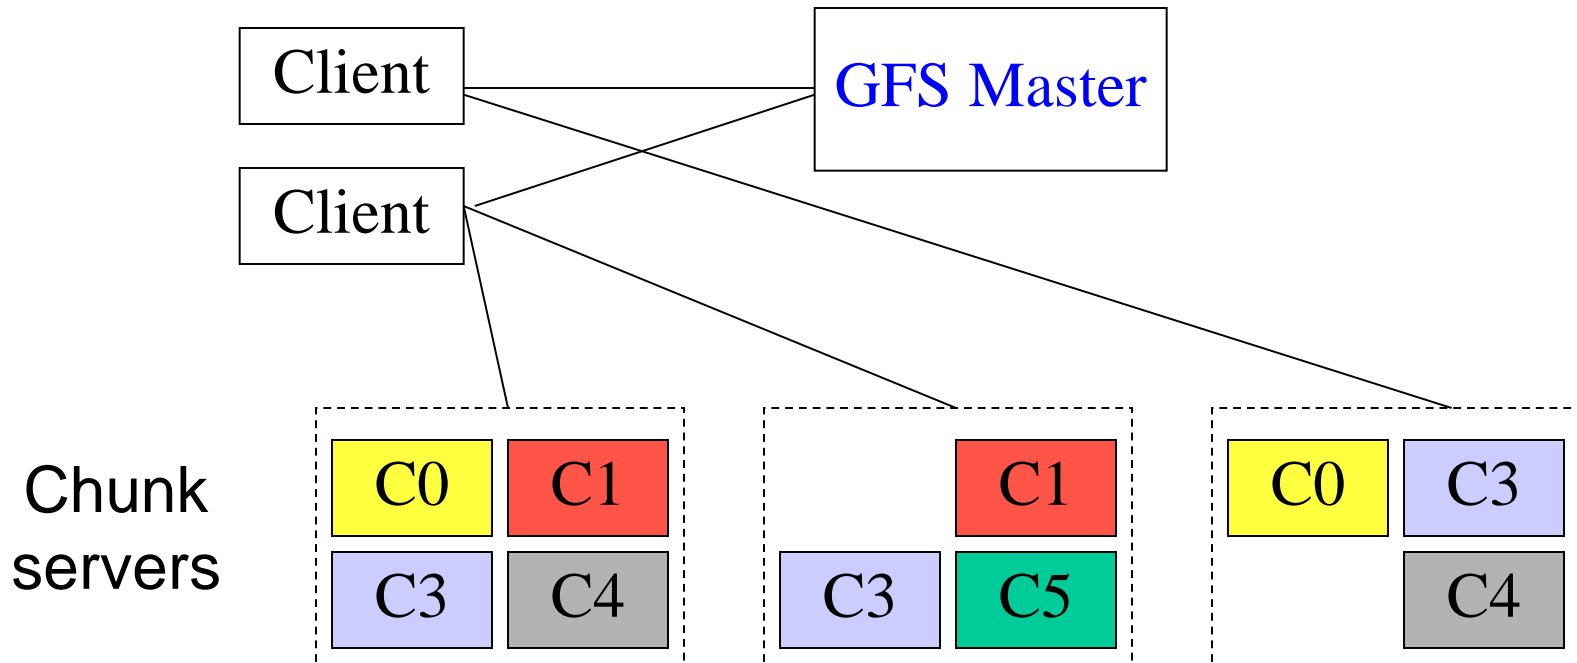 Client
GFS Master
Client
Chunk
servers
C0 C1
C3 C4
C1
C3 C5
C0 C3
C4